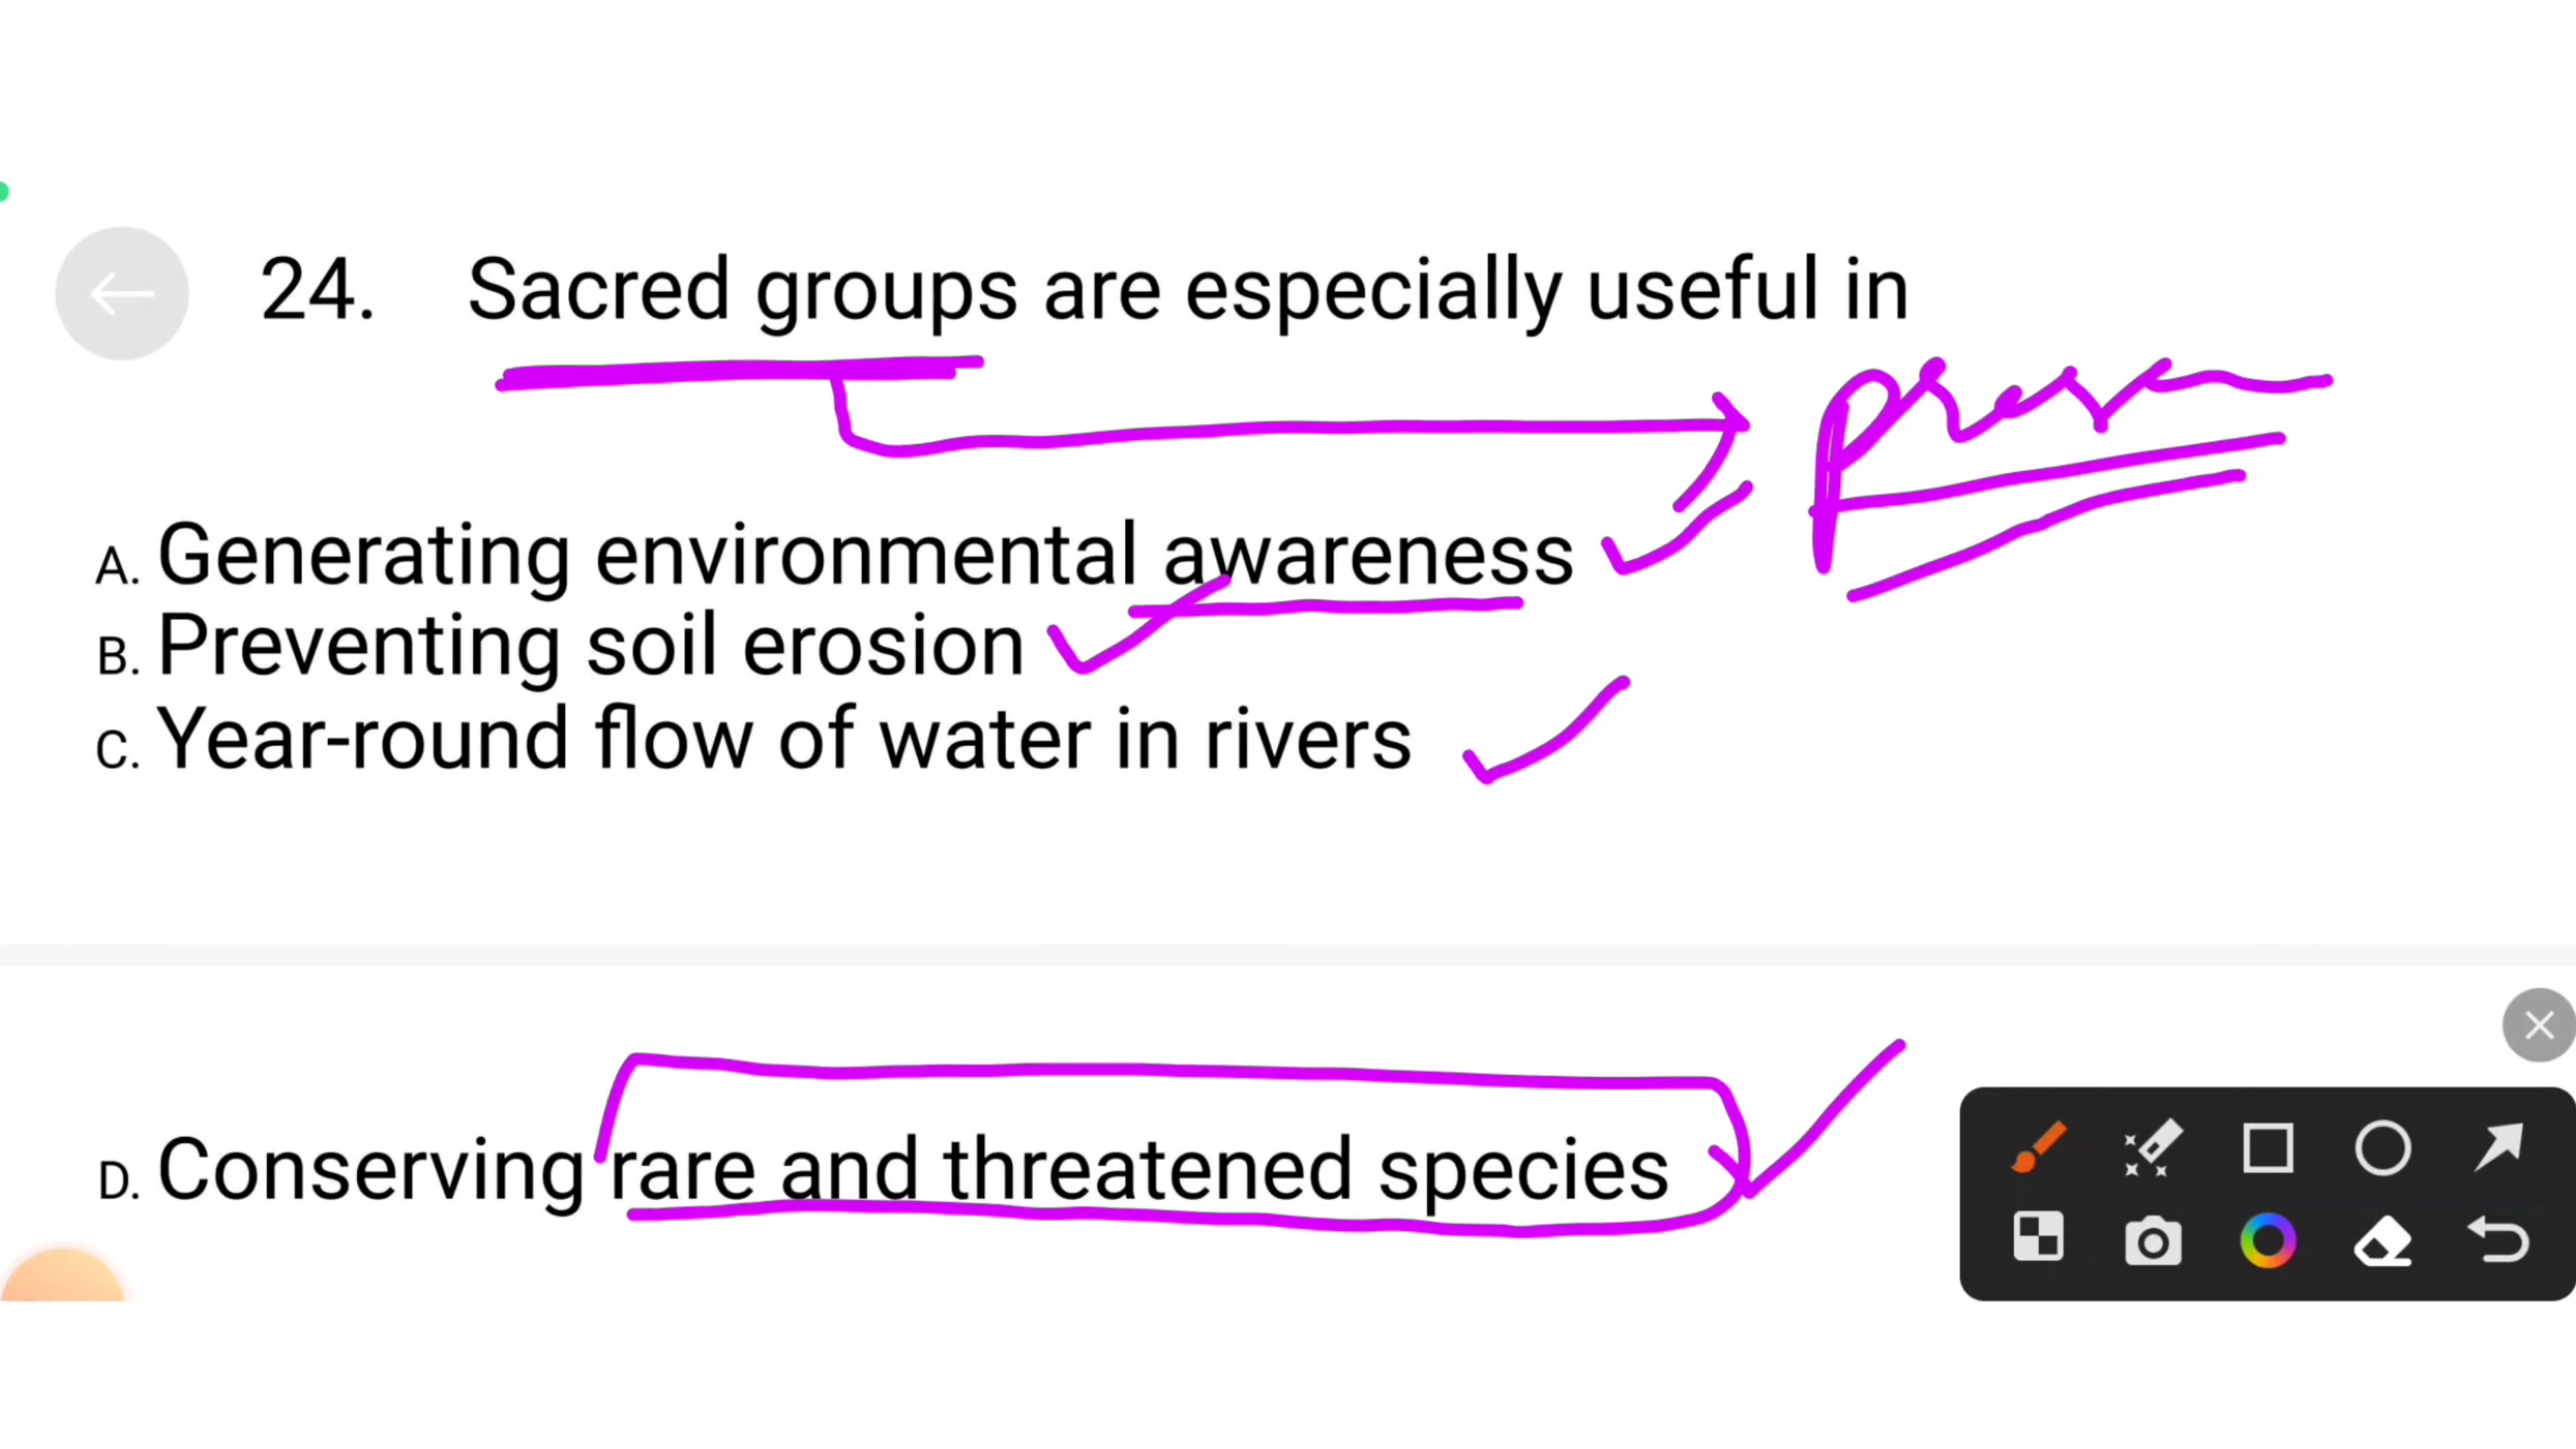 24. Sacred groups are especially useful in
A. Generating environmental awareness
B. Preventing soil erosion
C. Year-round flow of water in rivers
D. Conserving rare and threatened species